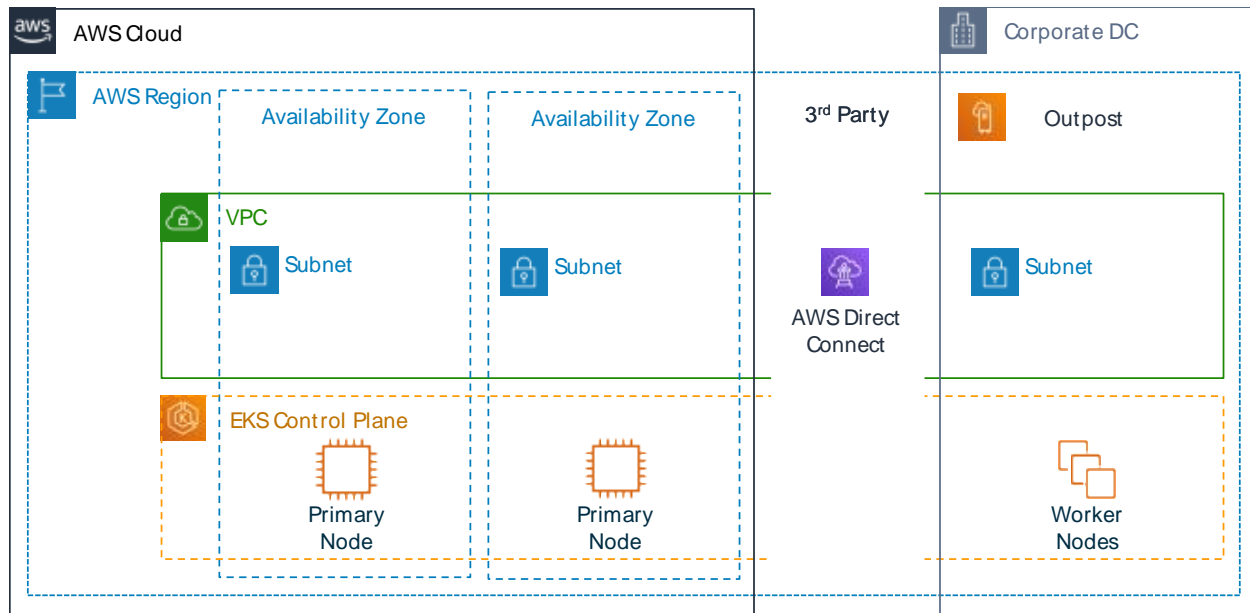 aws
AWS Cloud
Corporate DC
AWS Region
Availability Zone
Availability Zone
3rd Party
Outpost
VPC
Subnet
Subnet
Subnet
AWS Direct
Connect
EKS Control Plane
Primary
Node
Primary
Node
Worker
Nodes